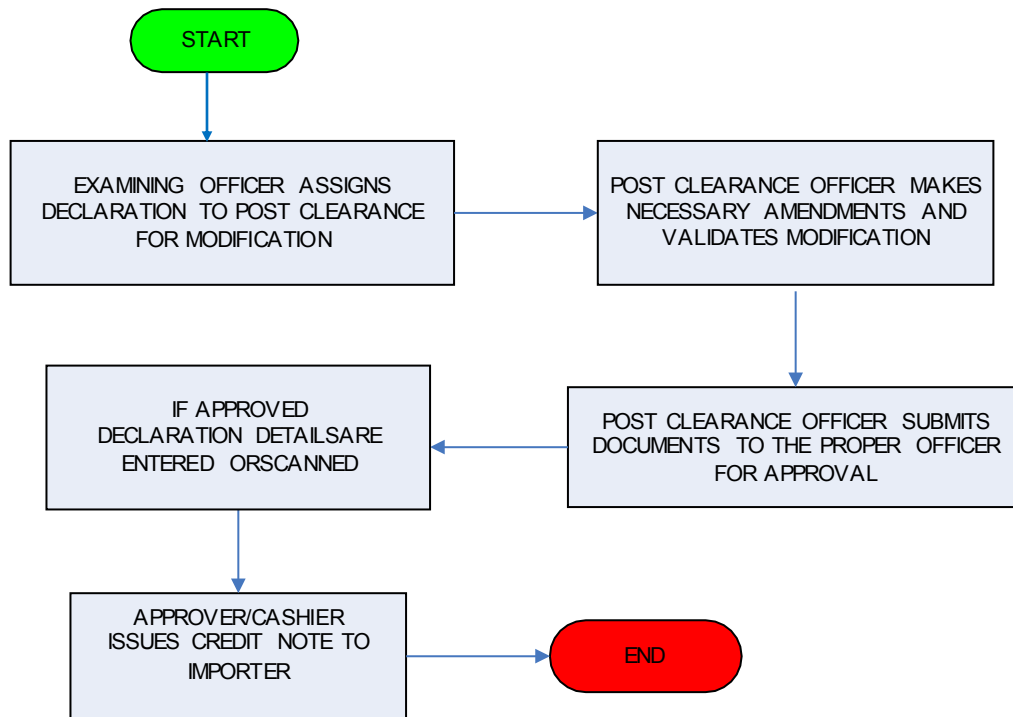 START
EXAMINING OFFICER ASSIGNS
DECLARATION TO POST CLEARANCE
FOR MODIFICATION
POST CLEARANCE OFFICER MAKES
NECESSARY AMENDMENTS AND
VALIDATES MODIFICATION
POST CLEARANCE OFFICER SUBMITS
DOCUMENTS TO THE PROPER OFFICER
FOR APPROVAL
IF APPROVED
DECLARATION DETAILSARE
ENTERED ORSCANNED
APPROVER/CASHIER
ISSUES CREDIT NOTE TO
IMPORTER
END